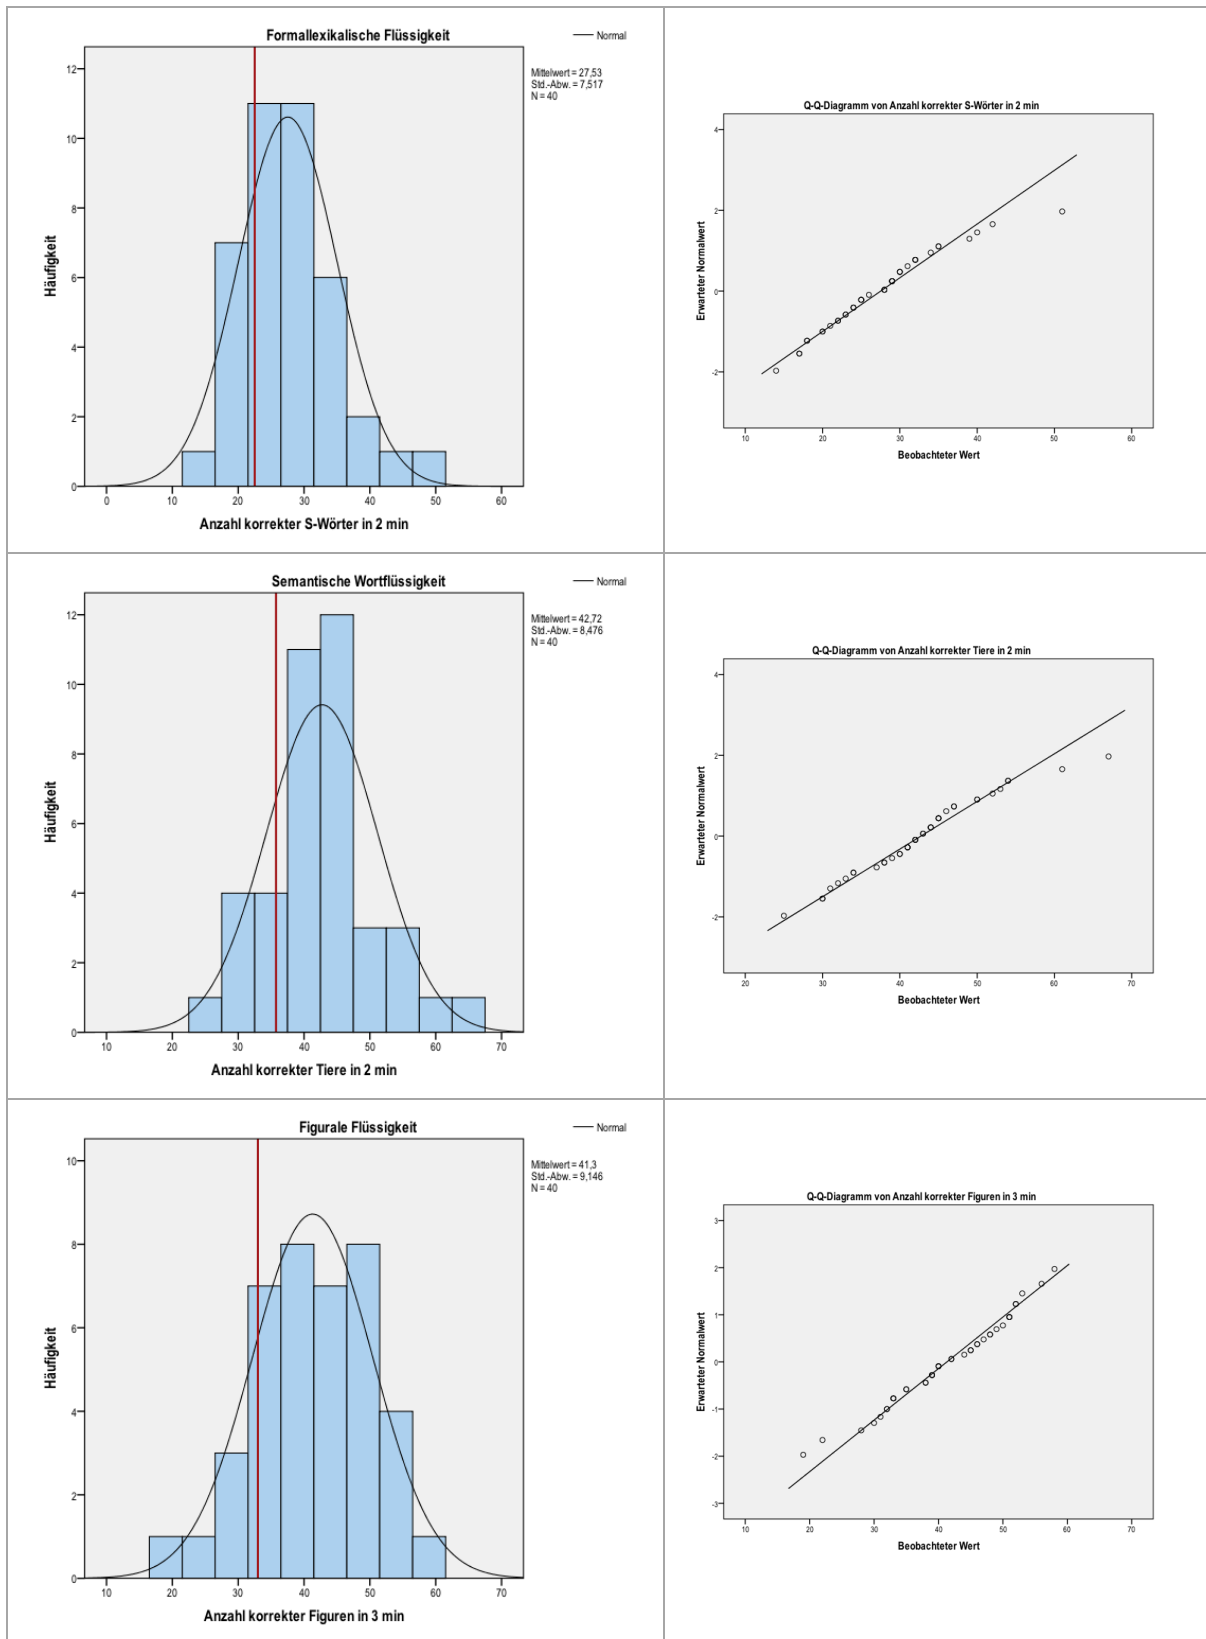 Formallexikalische Flüssigkeit
Normal
Mittelwert = 27,53
Std.-Abw. = 7,517
N = 40
12
10
8
6
4
2
0
Häufigkeit
0 10 20 30 40 50 60
Anzahl korrekter S-Wörter in 2 min
Q-Q-Diagramm von Anzahl korrekter S-Wörter in 2 min
4
2
0
-2
Erwarteter Normalwert
10 20 30 40 50 60
Beobachteter Wert
Semantische Wortflüssigkeit
Normal
Mittelwert = 42,72
Std.-Abw. = 8,476
N = 40
12
10
8
6
4
2
0
Häufigkeit
10 20 30 40 50 60 70
Anzahl korrekter Tiere in 2 min
Q-Q-Diagramm von Anzahl korrekter Tiere in 2 min
4
2
0
-2
Erwarteter Normalwert
20 30 40 50 60 70
Beobachteter Wert
Figurale Flüssigkeit
Normal
Mittelwert = 41,3
Std.-Abw. = 9,146
N = 40
10
8
6
4
2
0
Häufigkeit
10 20 30 40 50 60 70
Anzahl korrekter Figuren in 3 min
Q-Q-Diagramm von Anzahl korrekter Figuren in 3 min
3
2
1
0
-1
-2
-3
Erwarteter Normalwert
10 20 30 40 50 60 70
Beobachteter Wert